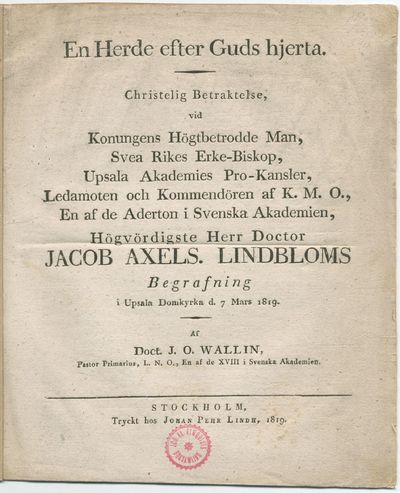 En Herde efter Guds hjerta.
Christelig Betraktelse,
vid
Konungens Högtbetrodde Man,
Svea Rikes Erke-Biskop,
Upsala Akademies Pro-Kansler,
Ledamoten och Kommendören af K. M. O.,
En af de Aderton i Svenska Akademien,
Högvördigste Herr Doctor
JACOB AXELS. LINDBLOMS
Begrafning
i Upsala Domkyrka d. 7 Mars 1819.
Af
Doct. J. O. WALLIN,
Pastor Primarius, L. N. O., En af de XVIII i Svenska Akademien.
STOCKHOLM,
Tryckt hos JOHAN PEHR LINDH, 1819.